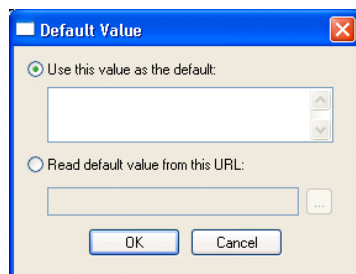 Default Value
Use this value as the default:
Read default value from this URL:
...
OK
Cancel